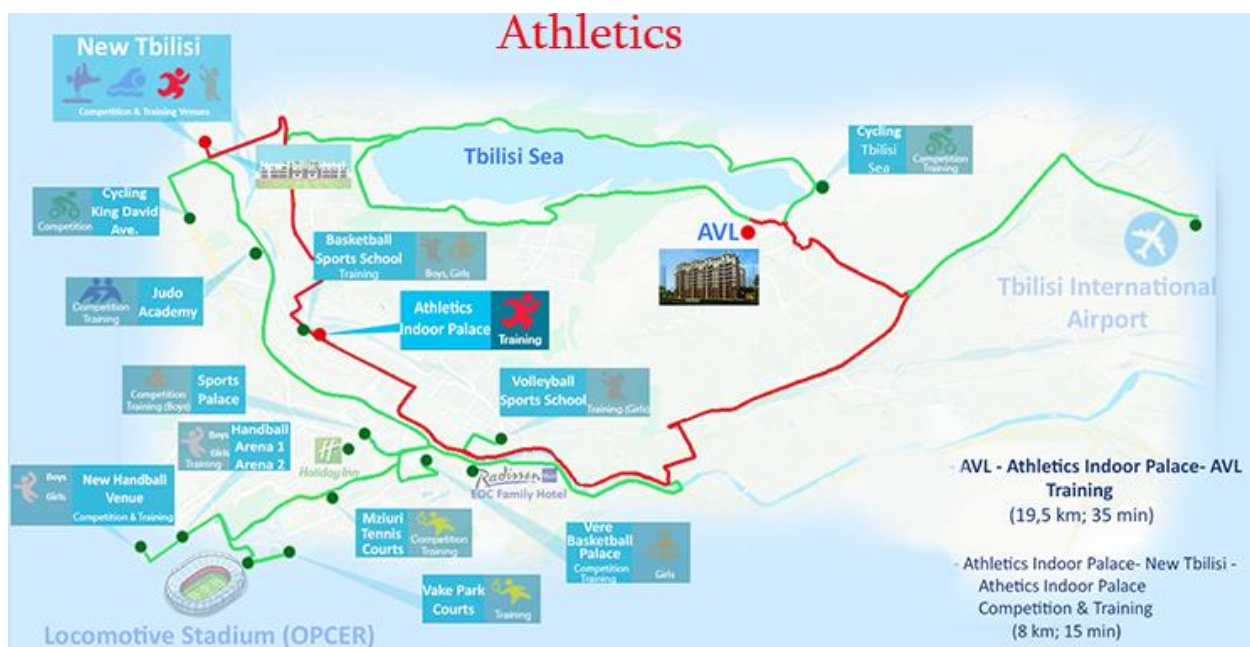 Athletics
New Tbilisi
Competition & Training Venues
Tbilisi Sea
Cycling
Tbilisi
Sea
Competition
Training
Cycling
King David
Ave.
Competition
AVL
Basketball
Sports School
Training
Boys, Girls
Tbilisi International
Airport
Judo
Academy
Competition
Training
Athletics
Indoor Palace
Training
Sports
Palace
Competition
Training (Boys)
Volleyball
Sports School
Training (Girls)
Handball
Arena 1
Arena 2
Boys
Girls
Training
H
Holiday Inn
Radisson
EOC Family Hotel
New Handball
Venue
Competition & Training
Boys
Girls
Mziuri
Tennis
Courts
Competition
Training
Vere
Basketball
Palace
Competition
Training
Girls
Vake Park
Courts
Training
Locomotive Stadium (OPCER)
- AVL - Athletics Indoor Palace- AVL
Training
(19,5 km; 35 min)
- Athletics Indoor Palace- New Tbilisi -
Athetics Indoor Palace
Competition & Training
(8 km; 15 min)